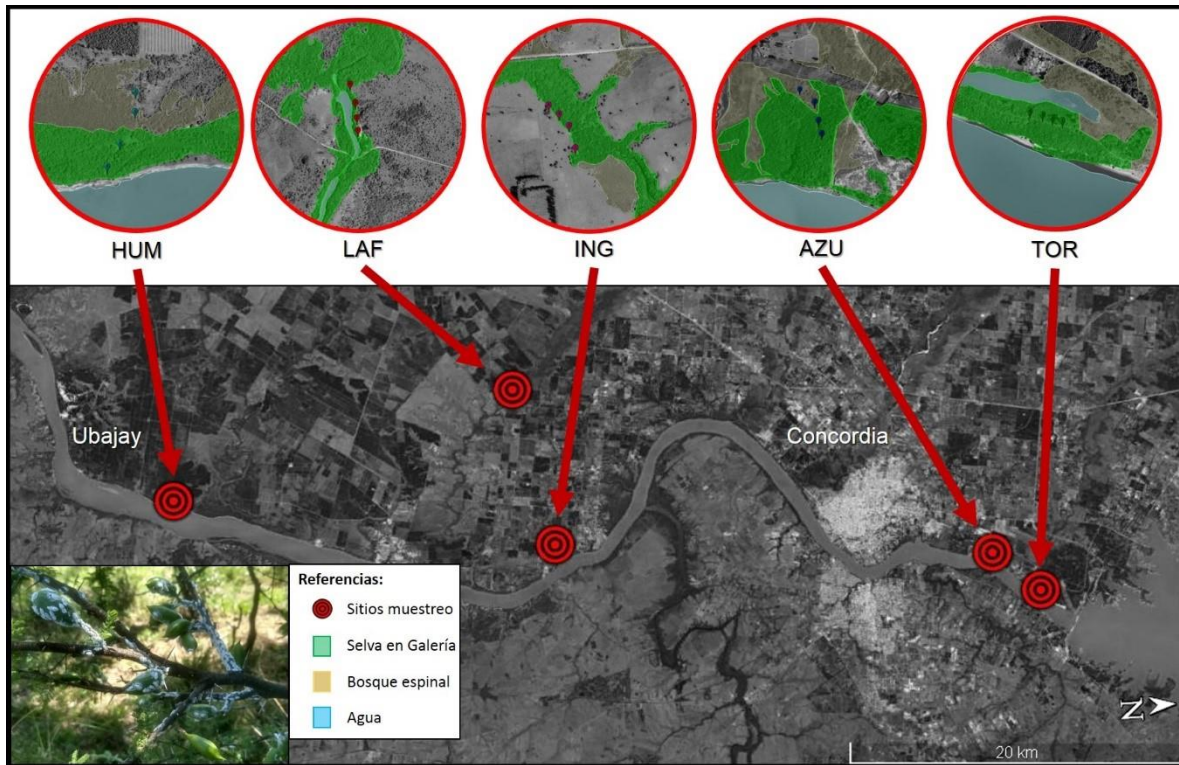 HUM
LAF
ING
AZU
TOR
Ubajay
Concordia
Referencias:
Sitios muestreo
Selva en Galería
Bosque espinal
Agua
N
20 km